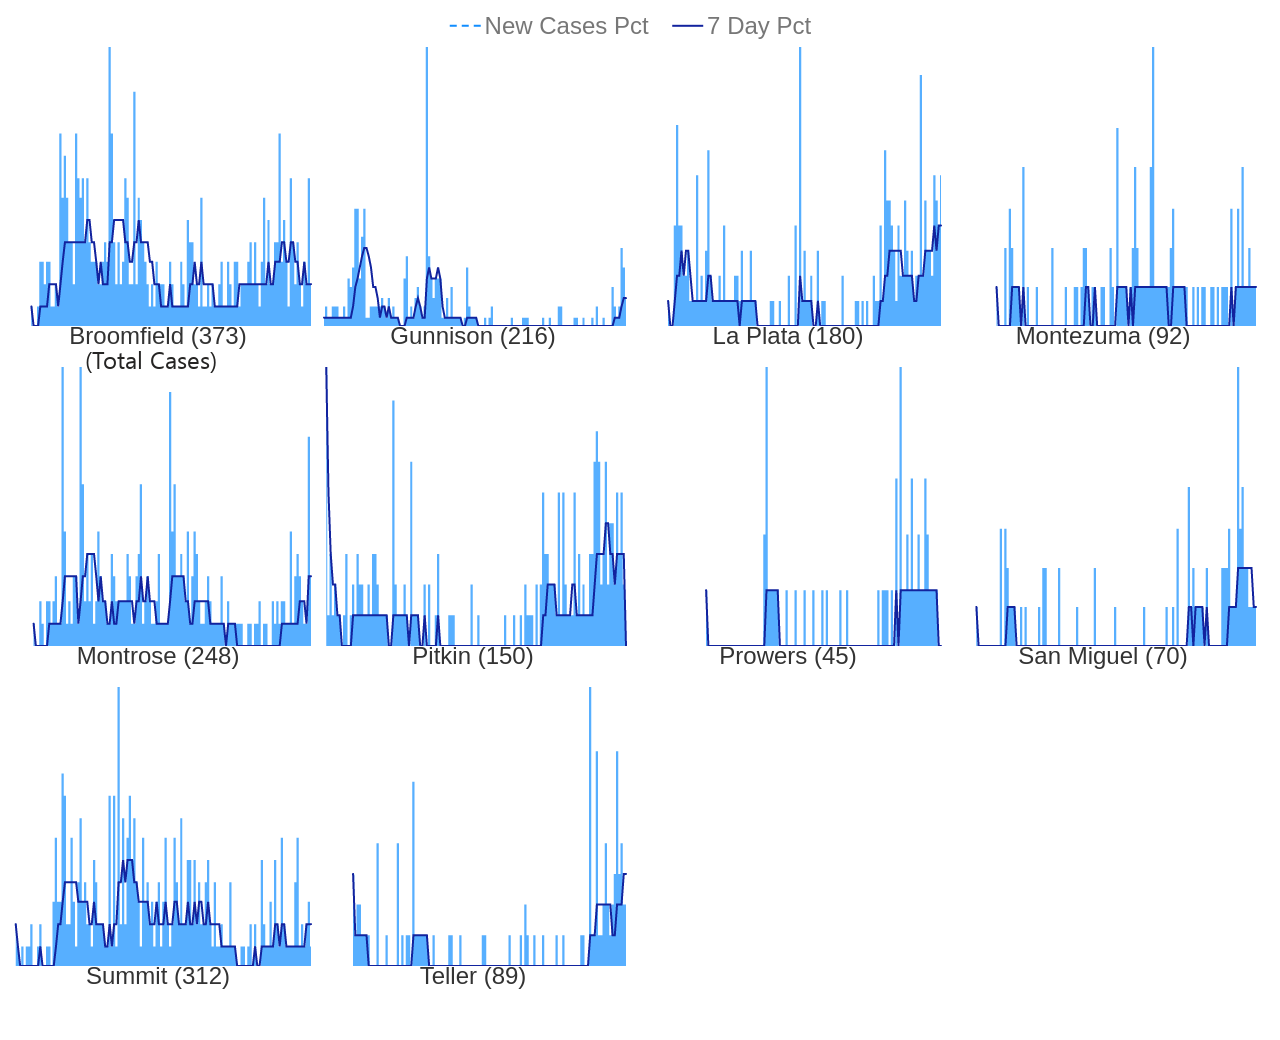 New Cases Pct 7 Day Pct
Broomfield (373) Gunnison (216) La Plata (180) Montezuma (92)
(Total Cases)
Montrose (248) Pitkin (150) Prowers (45) San Miguel (70)
Summit (312) Teller (89)